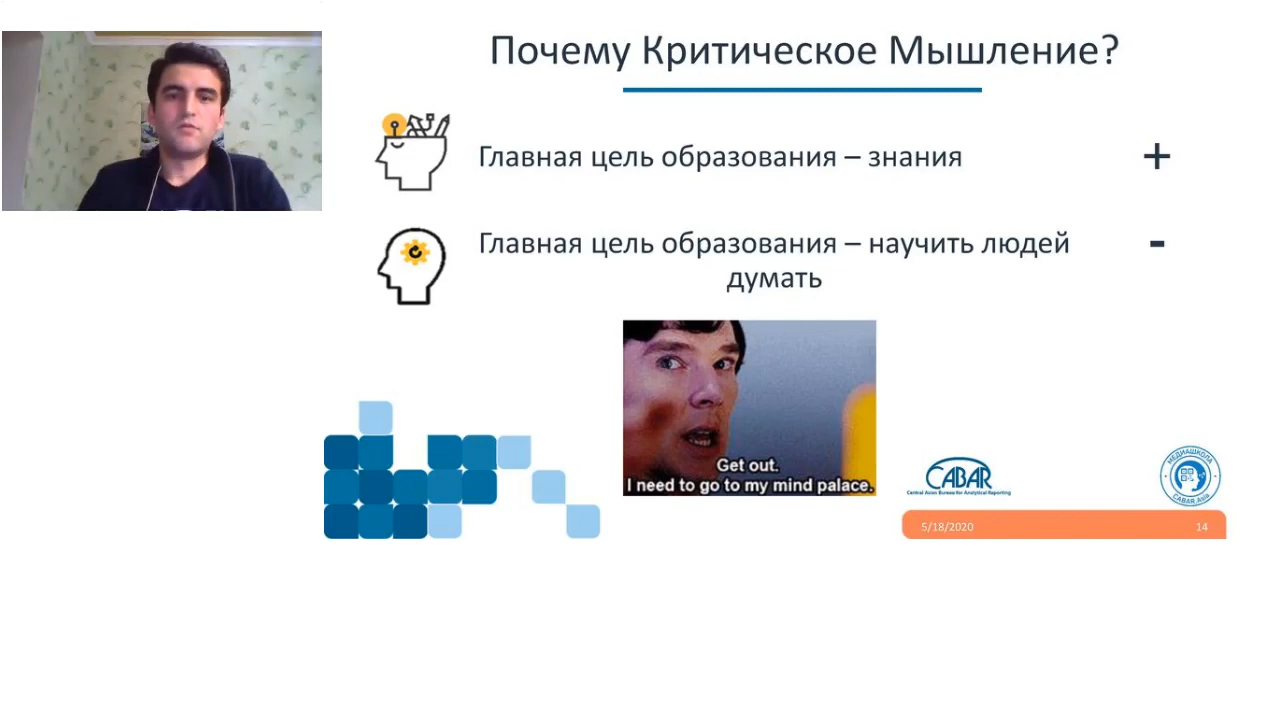 Почему Критическое Мышление?
Главная цель образования – знания
+
Главная цель образования – научить людей
думать
-
Get out.
I need to go to my mind palace.
CABAR
Central Asian Bureau for Analytical Reporting
МЕДИАШКОЛА
CABAR.Asia
5/18/2020
14